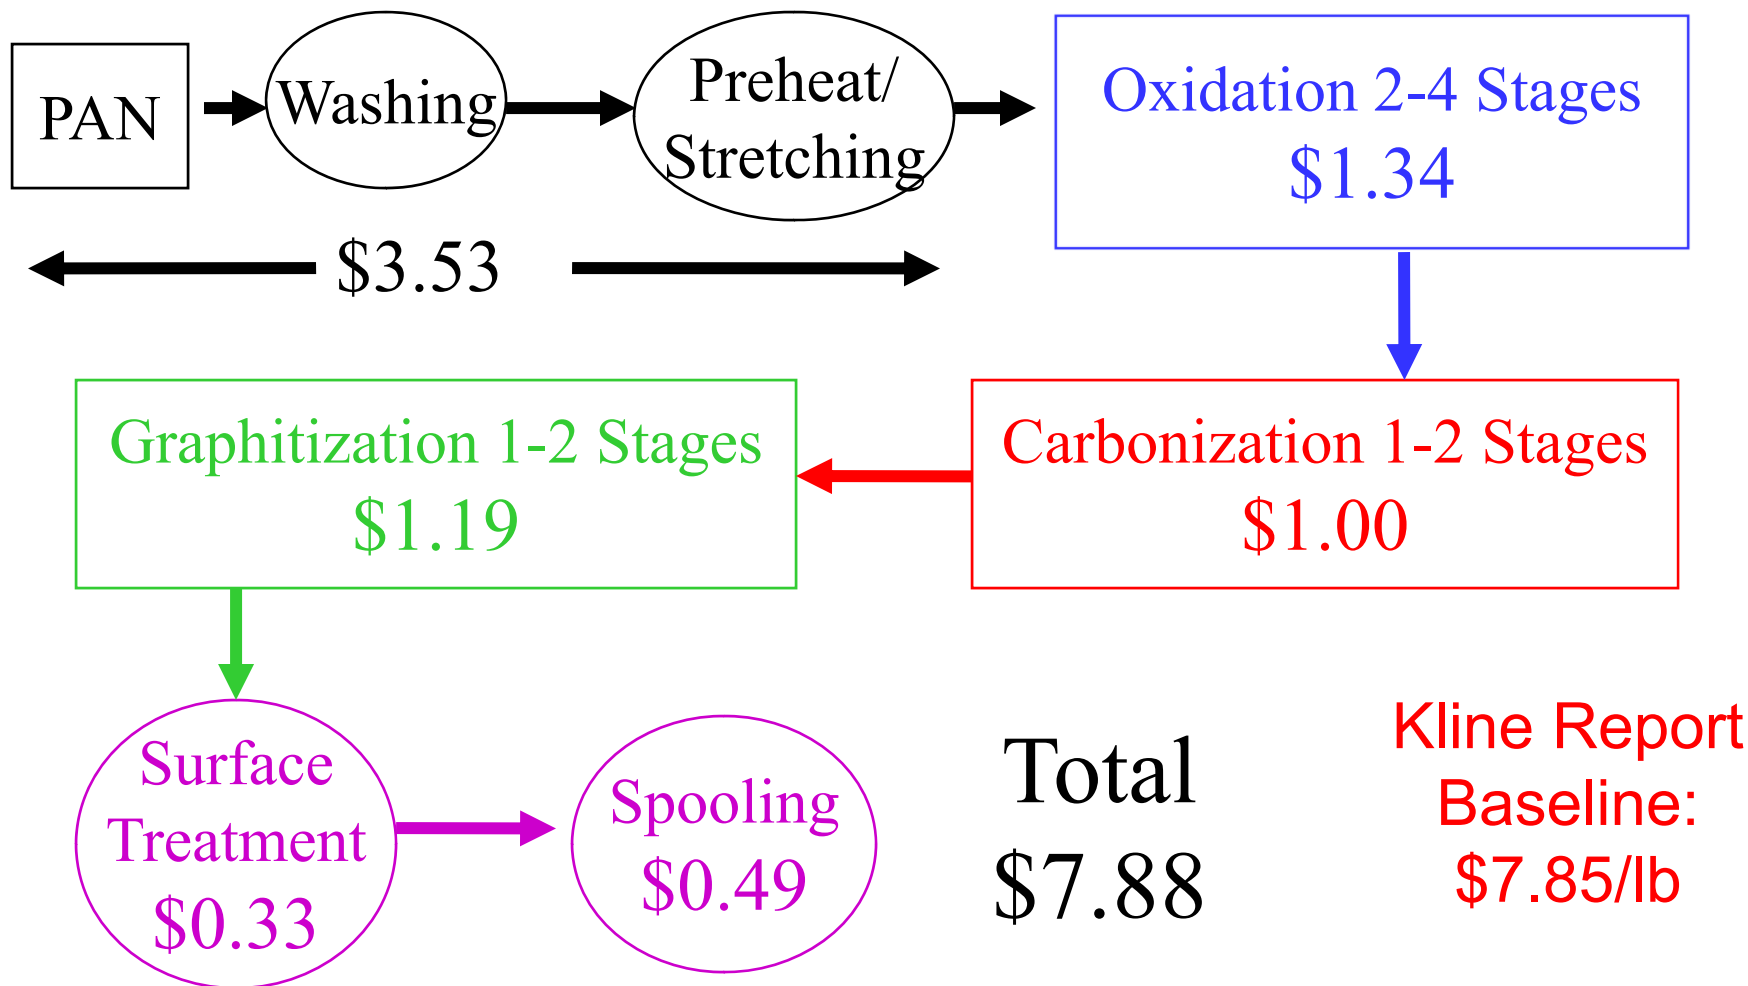 PAN
Washing
Preheat/
Stretching
Oxidation 2-4 Stages
$1.34
$3.53
Graphitization 1-2 Stages
$1.19
Carbonization 1-2 Stages
$1.00
Surface
Treatment
$0.33
Spooling
$0.49
Total
$7.88
Kline Report
Baseline:
$7.85/lb